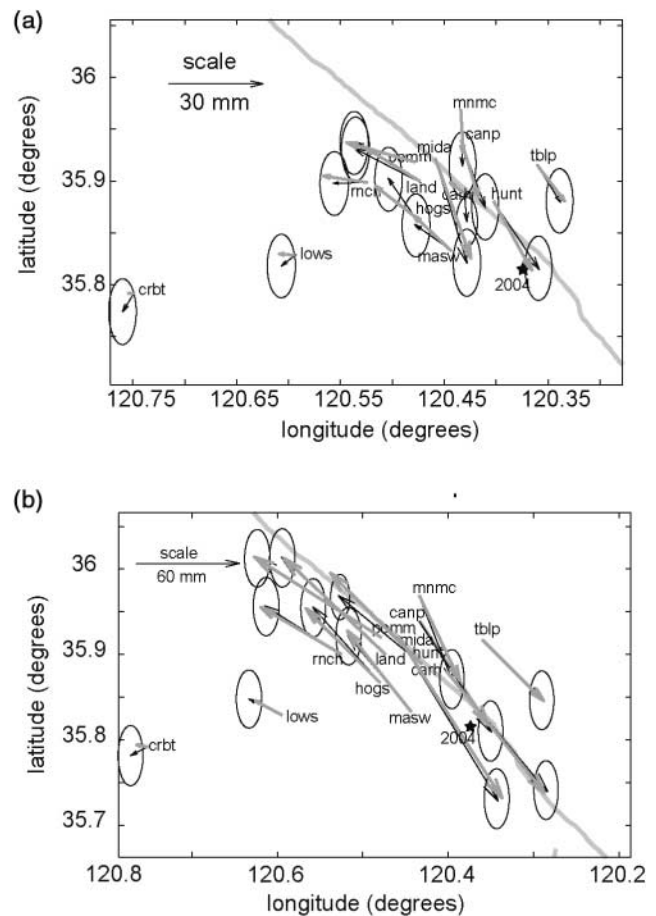 (a)
scale
30 mm
36
35.9
35.8
latitude (degrees)
mnmc
canp
mida
tblp
pomm
land
carh
hunt
rnch
hogs
masw
lows
crbt
2004
120.75
120.65
120.55
120.45
120.35
longitude (degrees)
(b)
scale
60 mm
36
35.9
35.8
35.7
latitude (degrees)
mnmc
canp
tblp
pomm
mida
hunt
rnch
land
carh
hogs
masw
lows
crbt
2004
120.8
120.6
120.4
120.2
longitude (degrees)